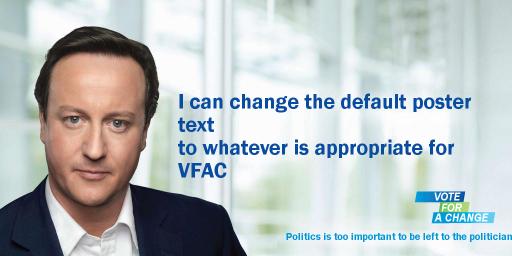 I can change the default poster
text
to whatever is appropriate for
VFAC
VOTE
FOR
A CHANGE
Politics is too important to be left to the politician